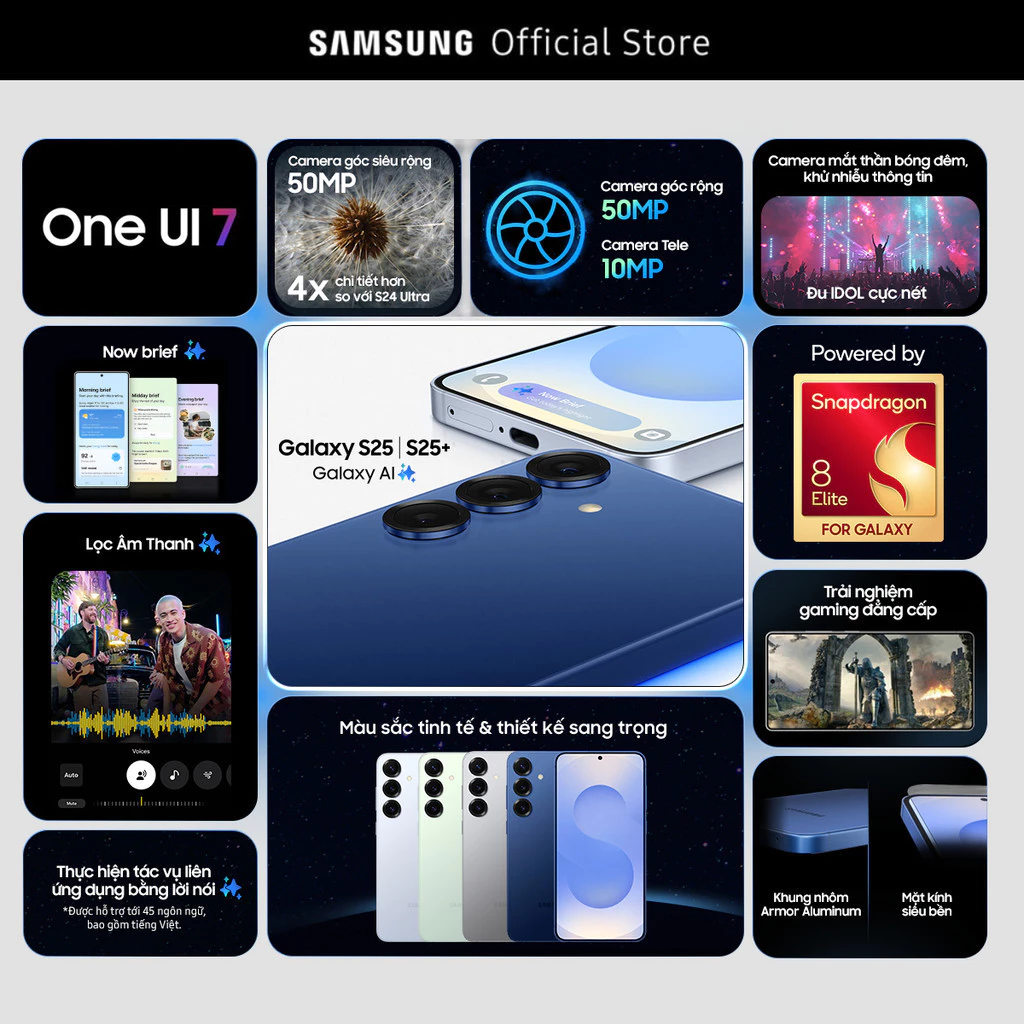 SAMSUNG Official Store
One UI 7
Camera góc siêu rộng
50MP
4x chi tiết hơn
so với S24 Ultra
Camera góc rộng
50MP
Camera Tele
10MP
Camera mắt thần bóng đêm,
khử nhiễu thông tin
Đu IDOL cực nét
Now brief
Morning brief
Midday brief
Evening brief
Galaxy S25 | S25+
Galaxy AI
Now Brief
Powered by
Snapdragon
8
Elite
FOR GALAXY
Lọc Âm Thanh
Voices
Auto
Mute
Trải nghiệm
gaming đẳng cấp
Màu sắc tinh tế & thiết kế sang trọng
Khung nhôm
Armor Aluminum
Mặt kính
siêu bền
Thực hiện tác vụ liên
ứng dụng bằng lời nói
*Được hỗ trợ tới 45 ngôn ngữ,
bao gồm tiếng Việt.